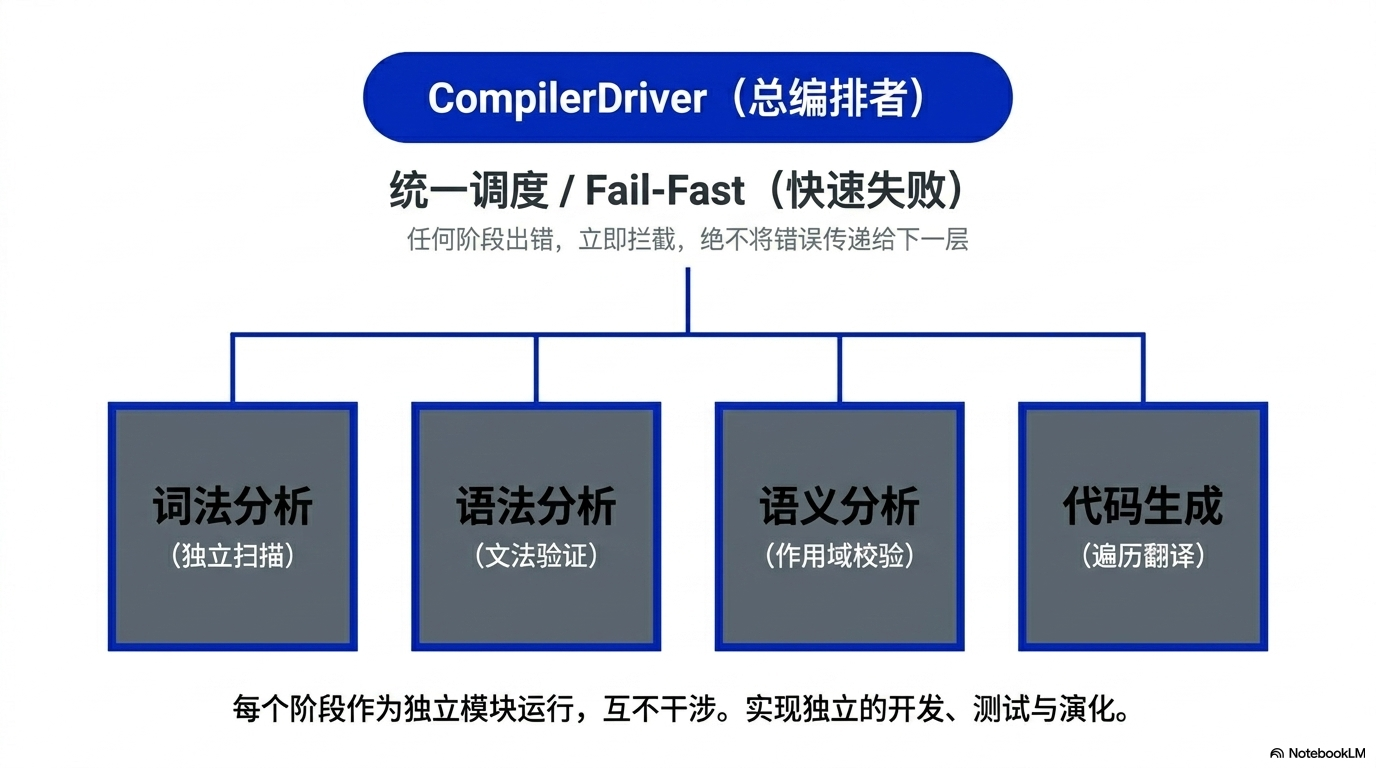 CompilerDriver（总编排者）
统一调度 / Fail-Fast（快速失败）
任何阶段出错，立即拦截，绝不将错误传递给下一层
词法分析
（独立扫描）
语法分析
（文法验证）
语义分析
（作用域校验）
代码生成
（遍历翻译）
每个阶段作为独立模块运行，互不干涉。实现独立的开发、测试与演化。
NotebookLM